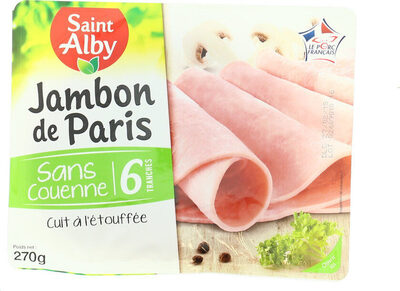 Saint
Alby
LE PORC
FRANÇAIS
Jambon
de Paris
Sans
Couenne
6
TRANCHES
Cuit à l'étouffée
Poids net :
270g